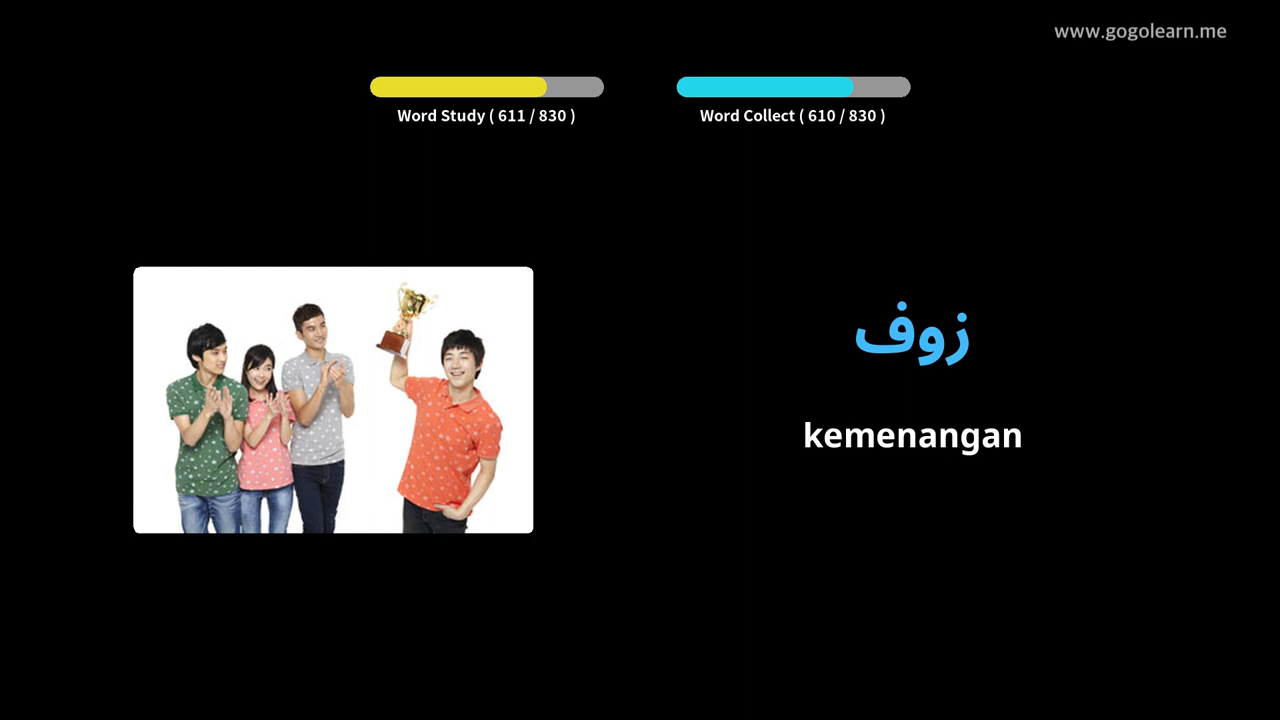 www.gogolearn.me
Word Study ( 611 / 830 )
Word Collect ( 610 / 830 )
زوف
kemenangan